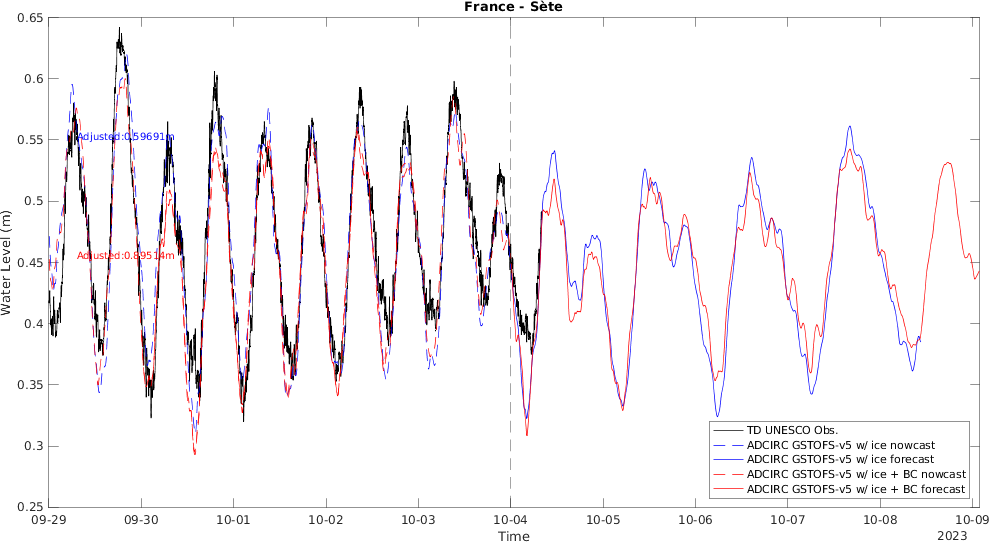 France - Sète
Water Level (m)
0.65
0.6
0.55
0.5
0.45
0.4
0.35
0.3
0.25
Adjusted:0.59691m
Adjusted:0.89514m
TD UNESCO Obs.
ADCIRC GSTOFS-v5 w/ ice nowcast
ADCIRC GSTOFS-v5 w/ ice forecast
ADCIRC GSTOFS-v5 w/ ice + BC nowcast
ADCIRC GSTOFS-v5 w/ ice + BC forecast
09-29 09-30 10-01 10-02 10-03 10-04 10-05 10-06 10-07 10-08 10-09
Time
2023